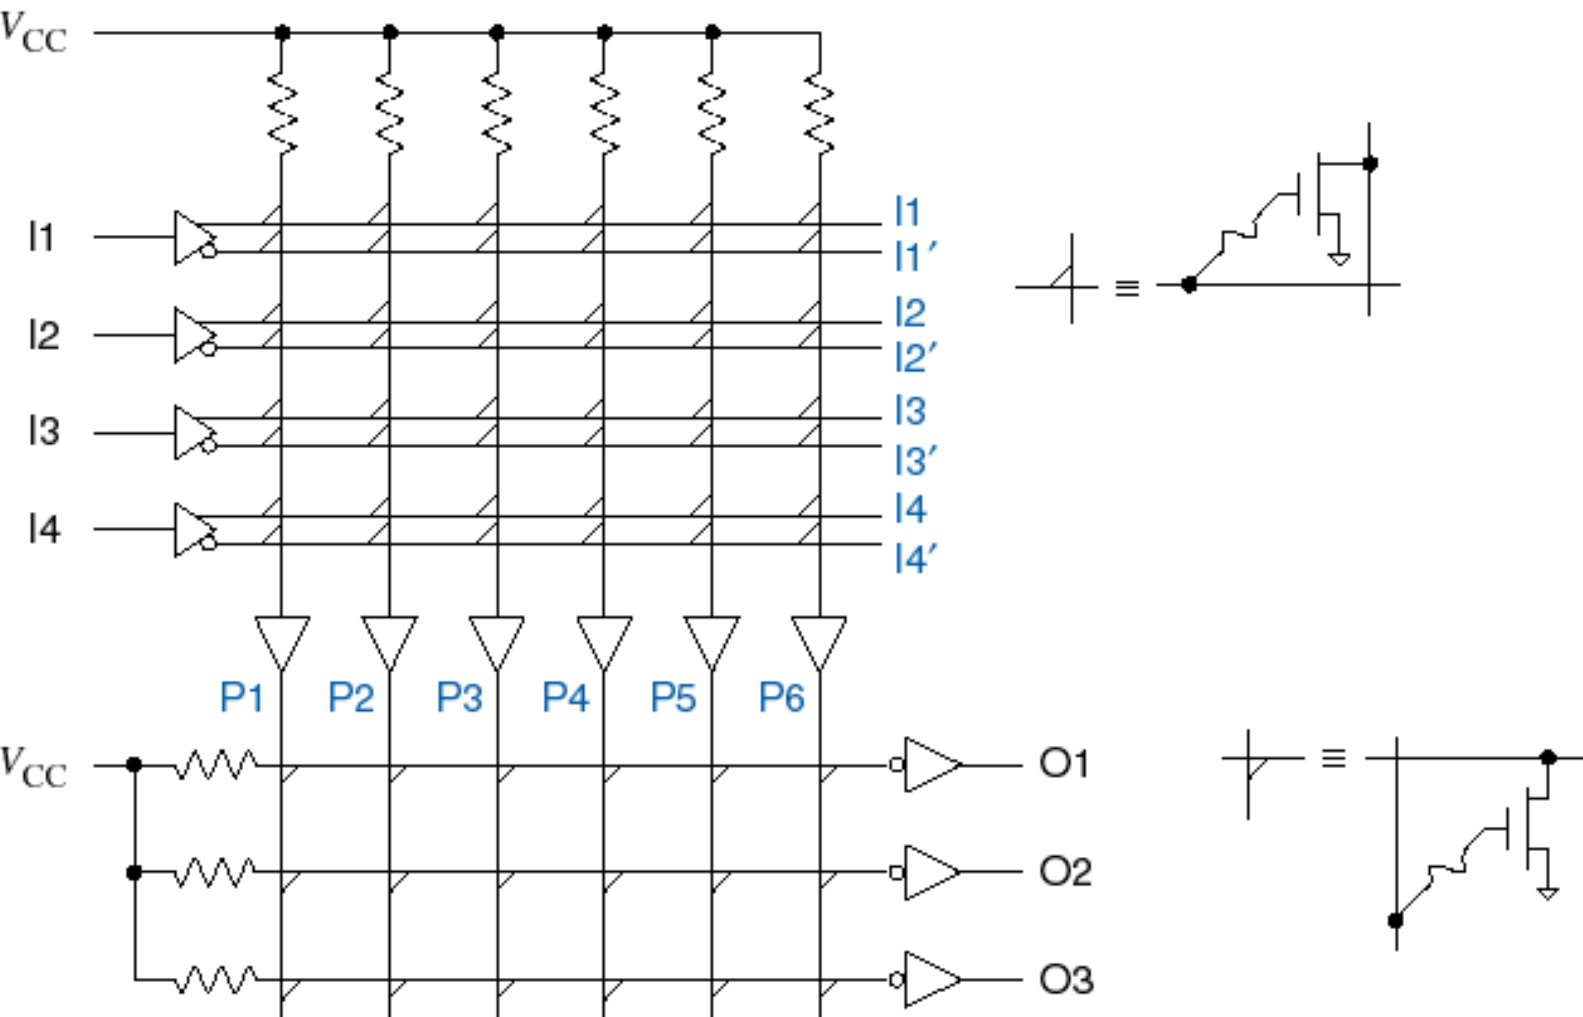 VCC
I1
I1
I1′
I2
I2
I2′
I3
I3
I3′
I4
I4
I4′
≡
P1 P2 P3 P4 P5 P6
VCC
O1
≡
O2
O3